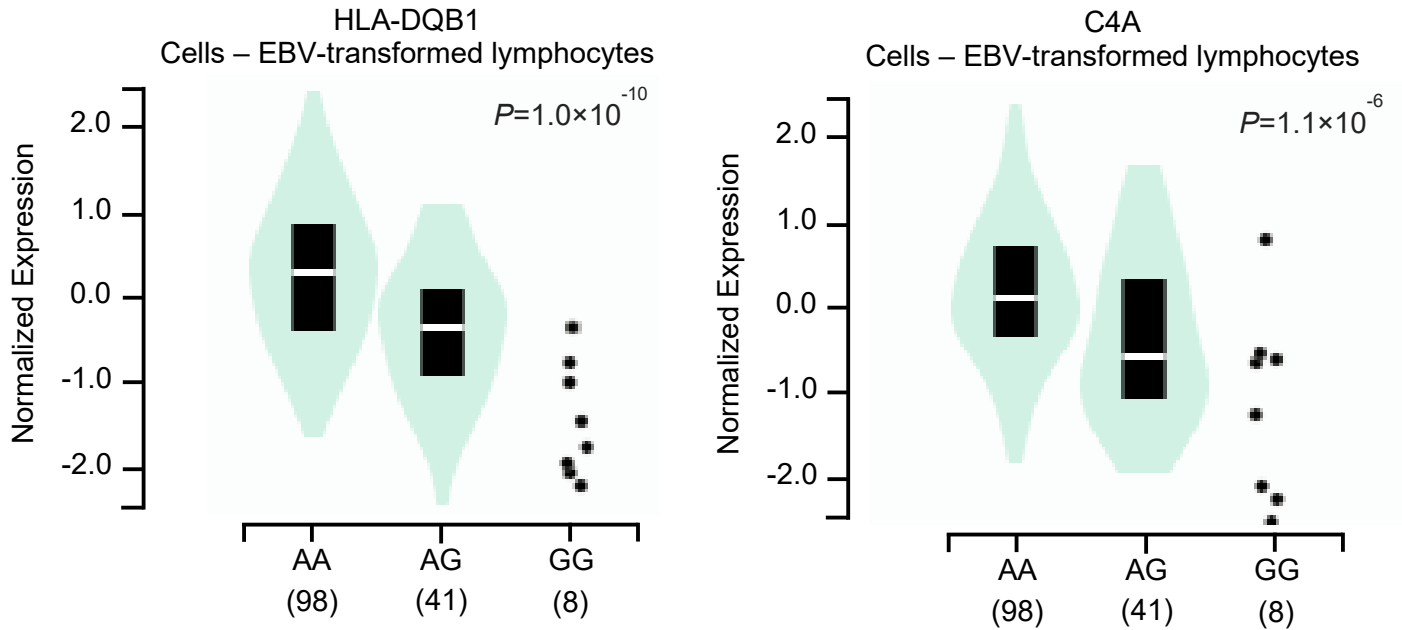 HLA-DQB1
Cells – EBV-transformed lymphocytes
P=1.0×10-10
Normalized Expression
2.0
1.0
0.0
-1.0
-2.0
AA
AG
GG
(98)
(41)
(8)
C4A
Cells – EBV-transformed lymphocytes
P=1.1×10-6
Normalized Expression
2.0
1.0
0.0
-1.0
-2.0
AA
AG
GG
(98)
(41)
(8)